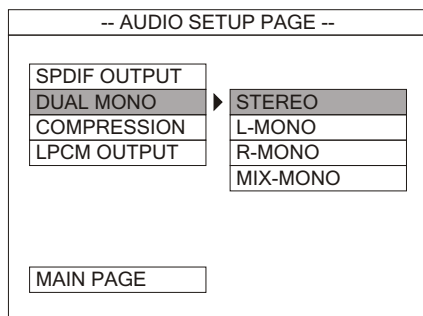 -- AUDIO SETUP PAGE --
SPDIF OUTPUT
DUAL MONO
COMPRESSION
LPCM OUTPUT
STEREO
L-MONO
R-MONO
MIX-MONO
MAIN PAGE